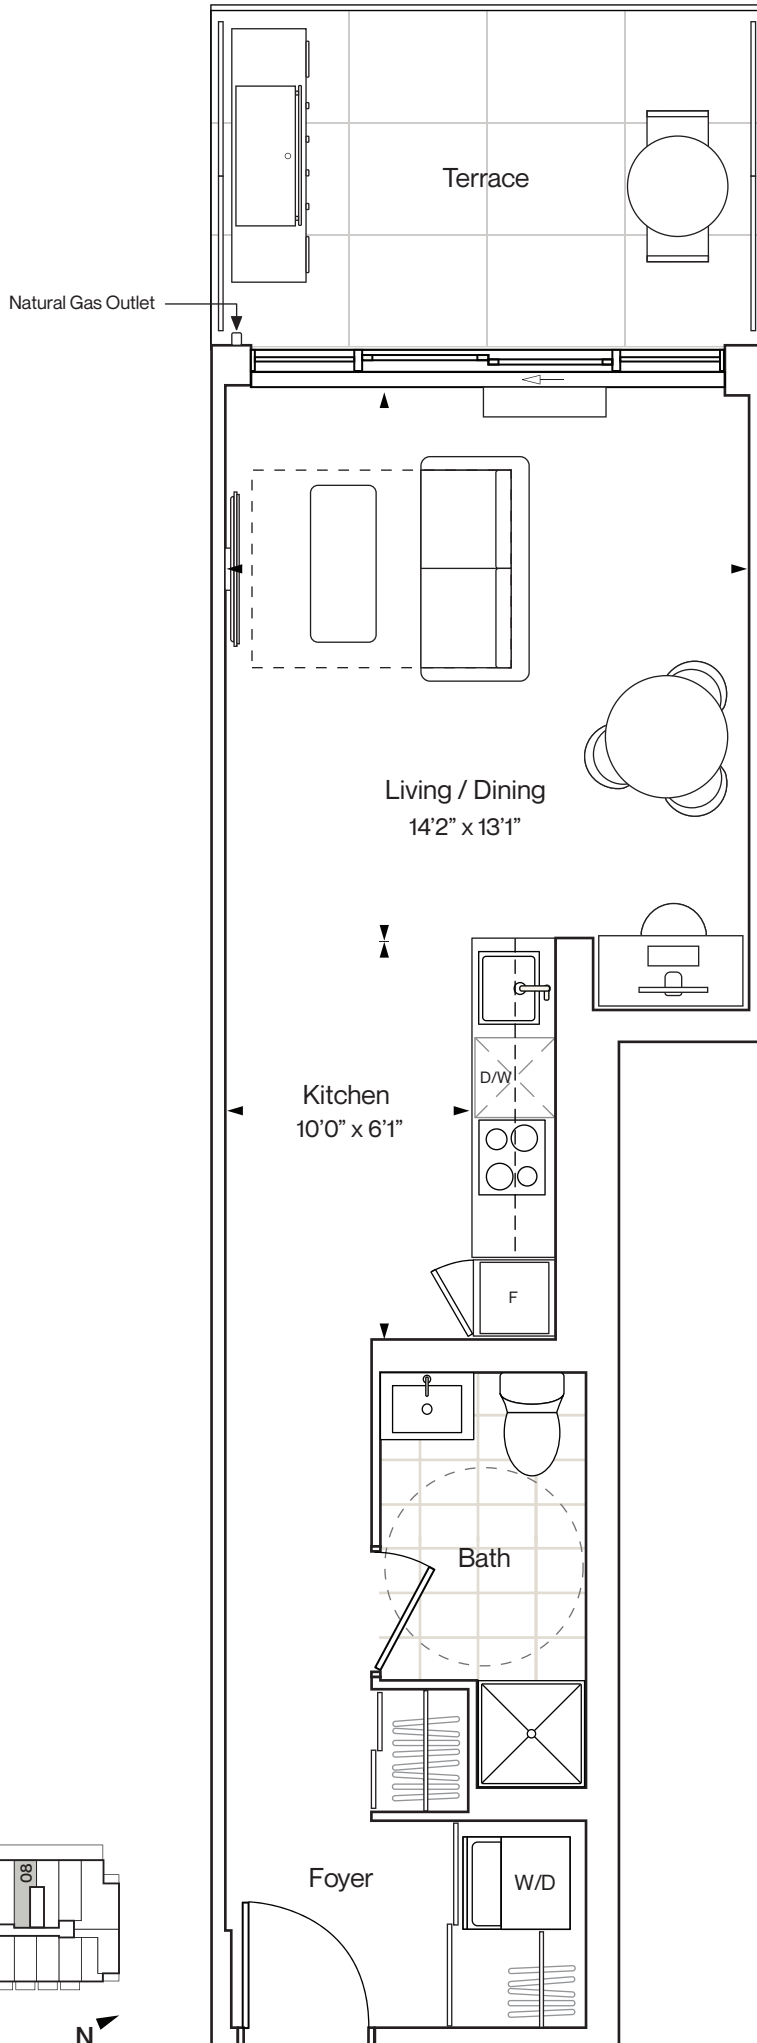 Terrace
Natural Gas Outlet
Living / Dining
14’2” x 13’1”
D/W
Kitchen
10’0” x 6’1”
F
Bath
Foyer
W/D
08
N